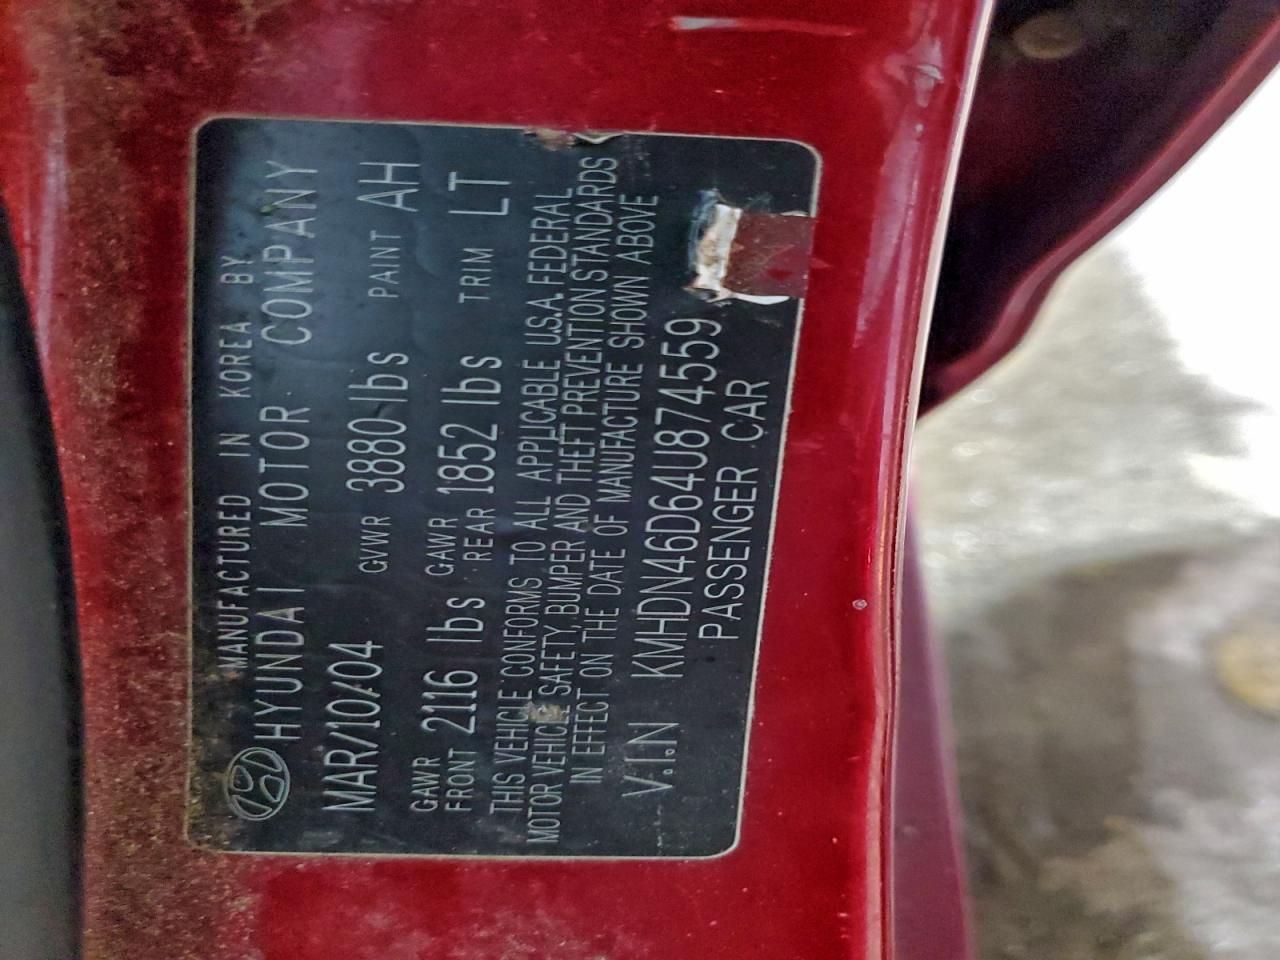 MANUFACTURED IN KOREA BY
HYUNDAI MOTOR COMPANY
MAR/10/04 GVWR 3880 lbs PAINT AH
GAWR FRONT 2116 lbs GAWR REAR 1852 lbs TRIM LT
THIS VEHICLE CONFORMS TO ALL APPLICABLE U.S.A. FEDERAL
MOTOR VEHICLE SAFETY, BUMPER AND THEFT PREVENTION STANDARDS
IN EFFECT ON THE DATE OF MANUFACTURE SHOWN ABOVE
V.I.N KMHDN46D64U874559
PASSENGER CAR